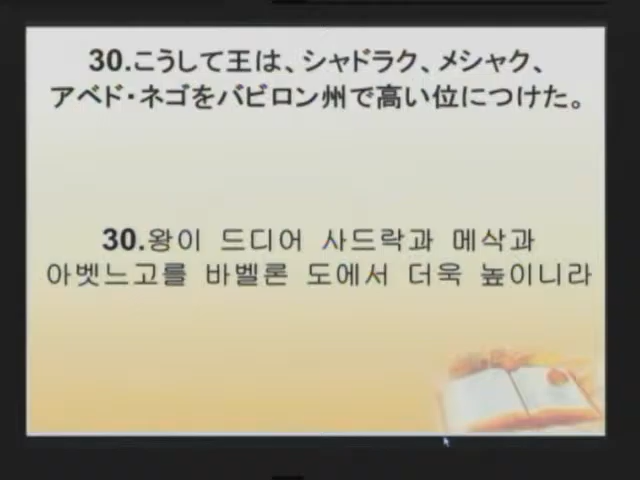 30.こうして王は、シャドラク、メシャク、
アベド・ネゴをバビロン州で高い位につけた。
30.왕이 드디어 사드락과 메삭과
아벳느고를 바벨론 도에서 더욱 높이니라